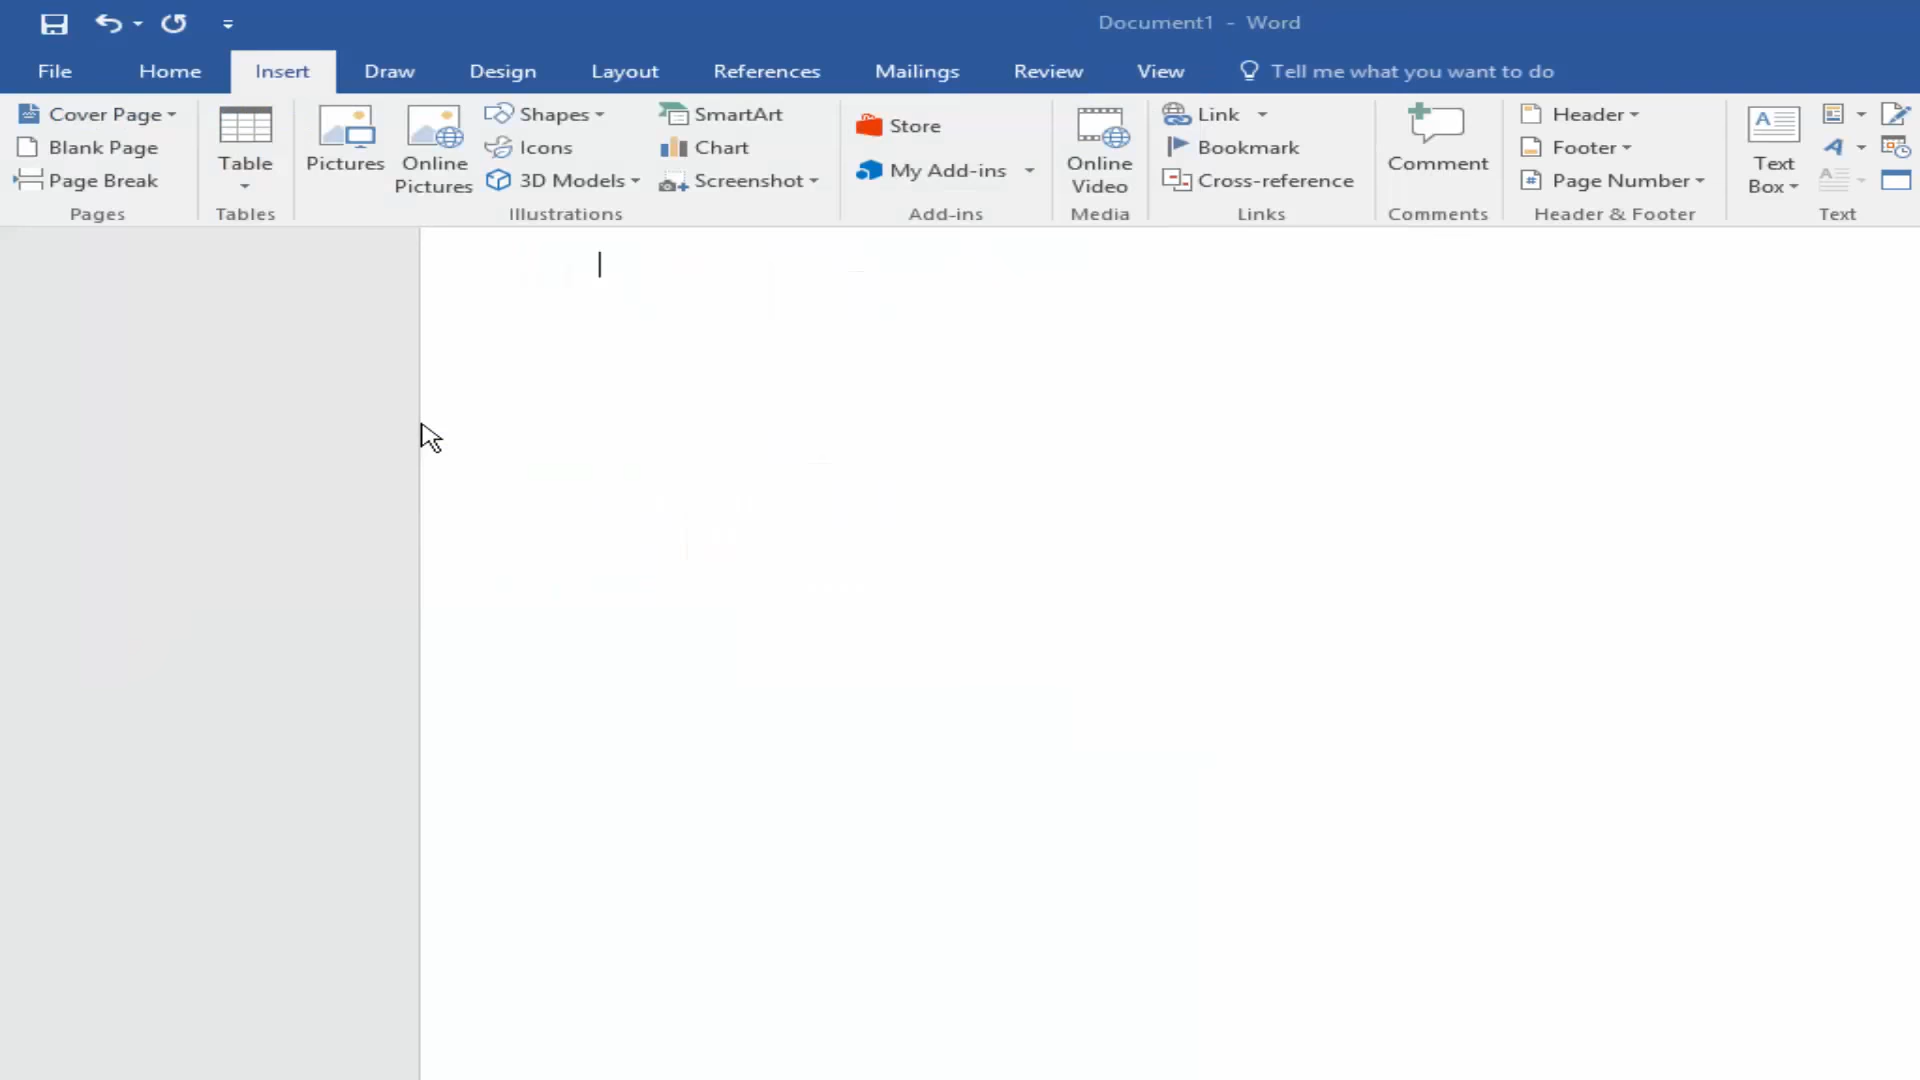 Document1 - Word
File Home Insert Draw Design Layout References Mailings Review View Tell me what you want to do
Cover Page
Blank Page
Page Break
Pages
Table
Tables
Pictures
Online
Pictures
Shapes
Icons
3D Models
SmartArt
Chart
Screenshot
Illustrations
Store
My Add-ins
Add-ins
Online
Video
Media
Link
Bookmark
Cross-reference
Links
Comment
Comments
Header
Footer
Page Number
Header & Footer
Text
Box
Text